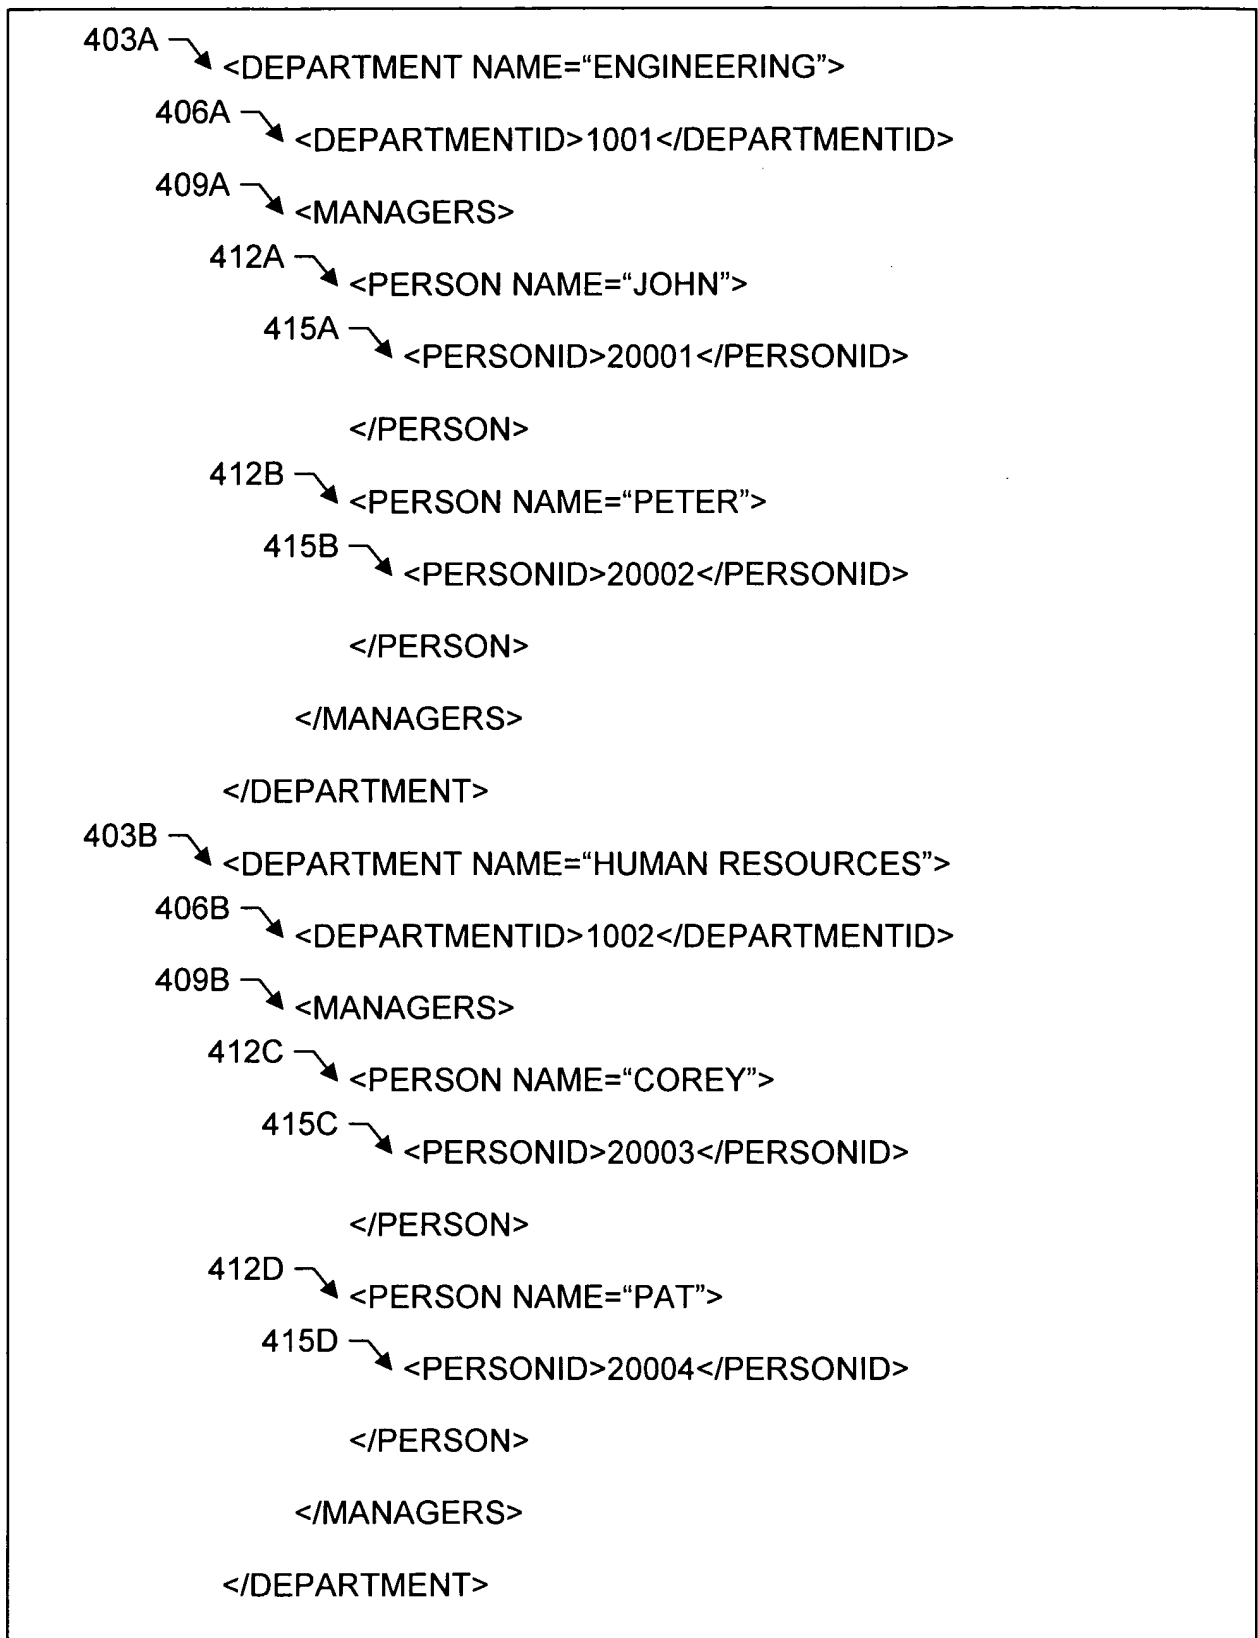 403A
<DEPARTMENT NAME=“ENGINEERING”>
406A
<DEPARTMENTID>1001</DEPARTMENTID>
409A
<MANAGERS>
412A
<PERSON NAME=“JOHN”>
415A
<PERSONID>20001</PERSONID>
</PERSON>
412B
<PERSON NAME=“PETER”>
415B
<PERSONID>20002</PERSONID>
</PERSON>
</MANAGERS>
</DEPARTMENT>
403B
<DEPARTMENT NAME=“HUMAN RESOURCES”>
406B
<DEPARTMENTID>1002</DEPARTMENTID>
409B
<MANAGERS>
412C
<PERSON NAME=“COREY”>
415C
<PERSONID>20003</PERSONID>
</PERSON>
412D
<PERSON NAME=“PAT”>
415D
<PERSONID>20004</PERSONID>
</PERSON>
</MANAGERS>
</DEPARTMENT>